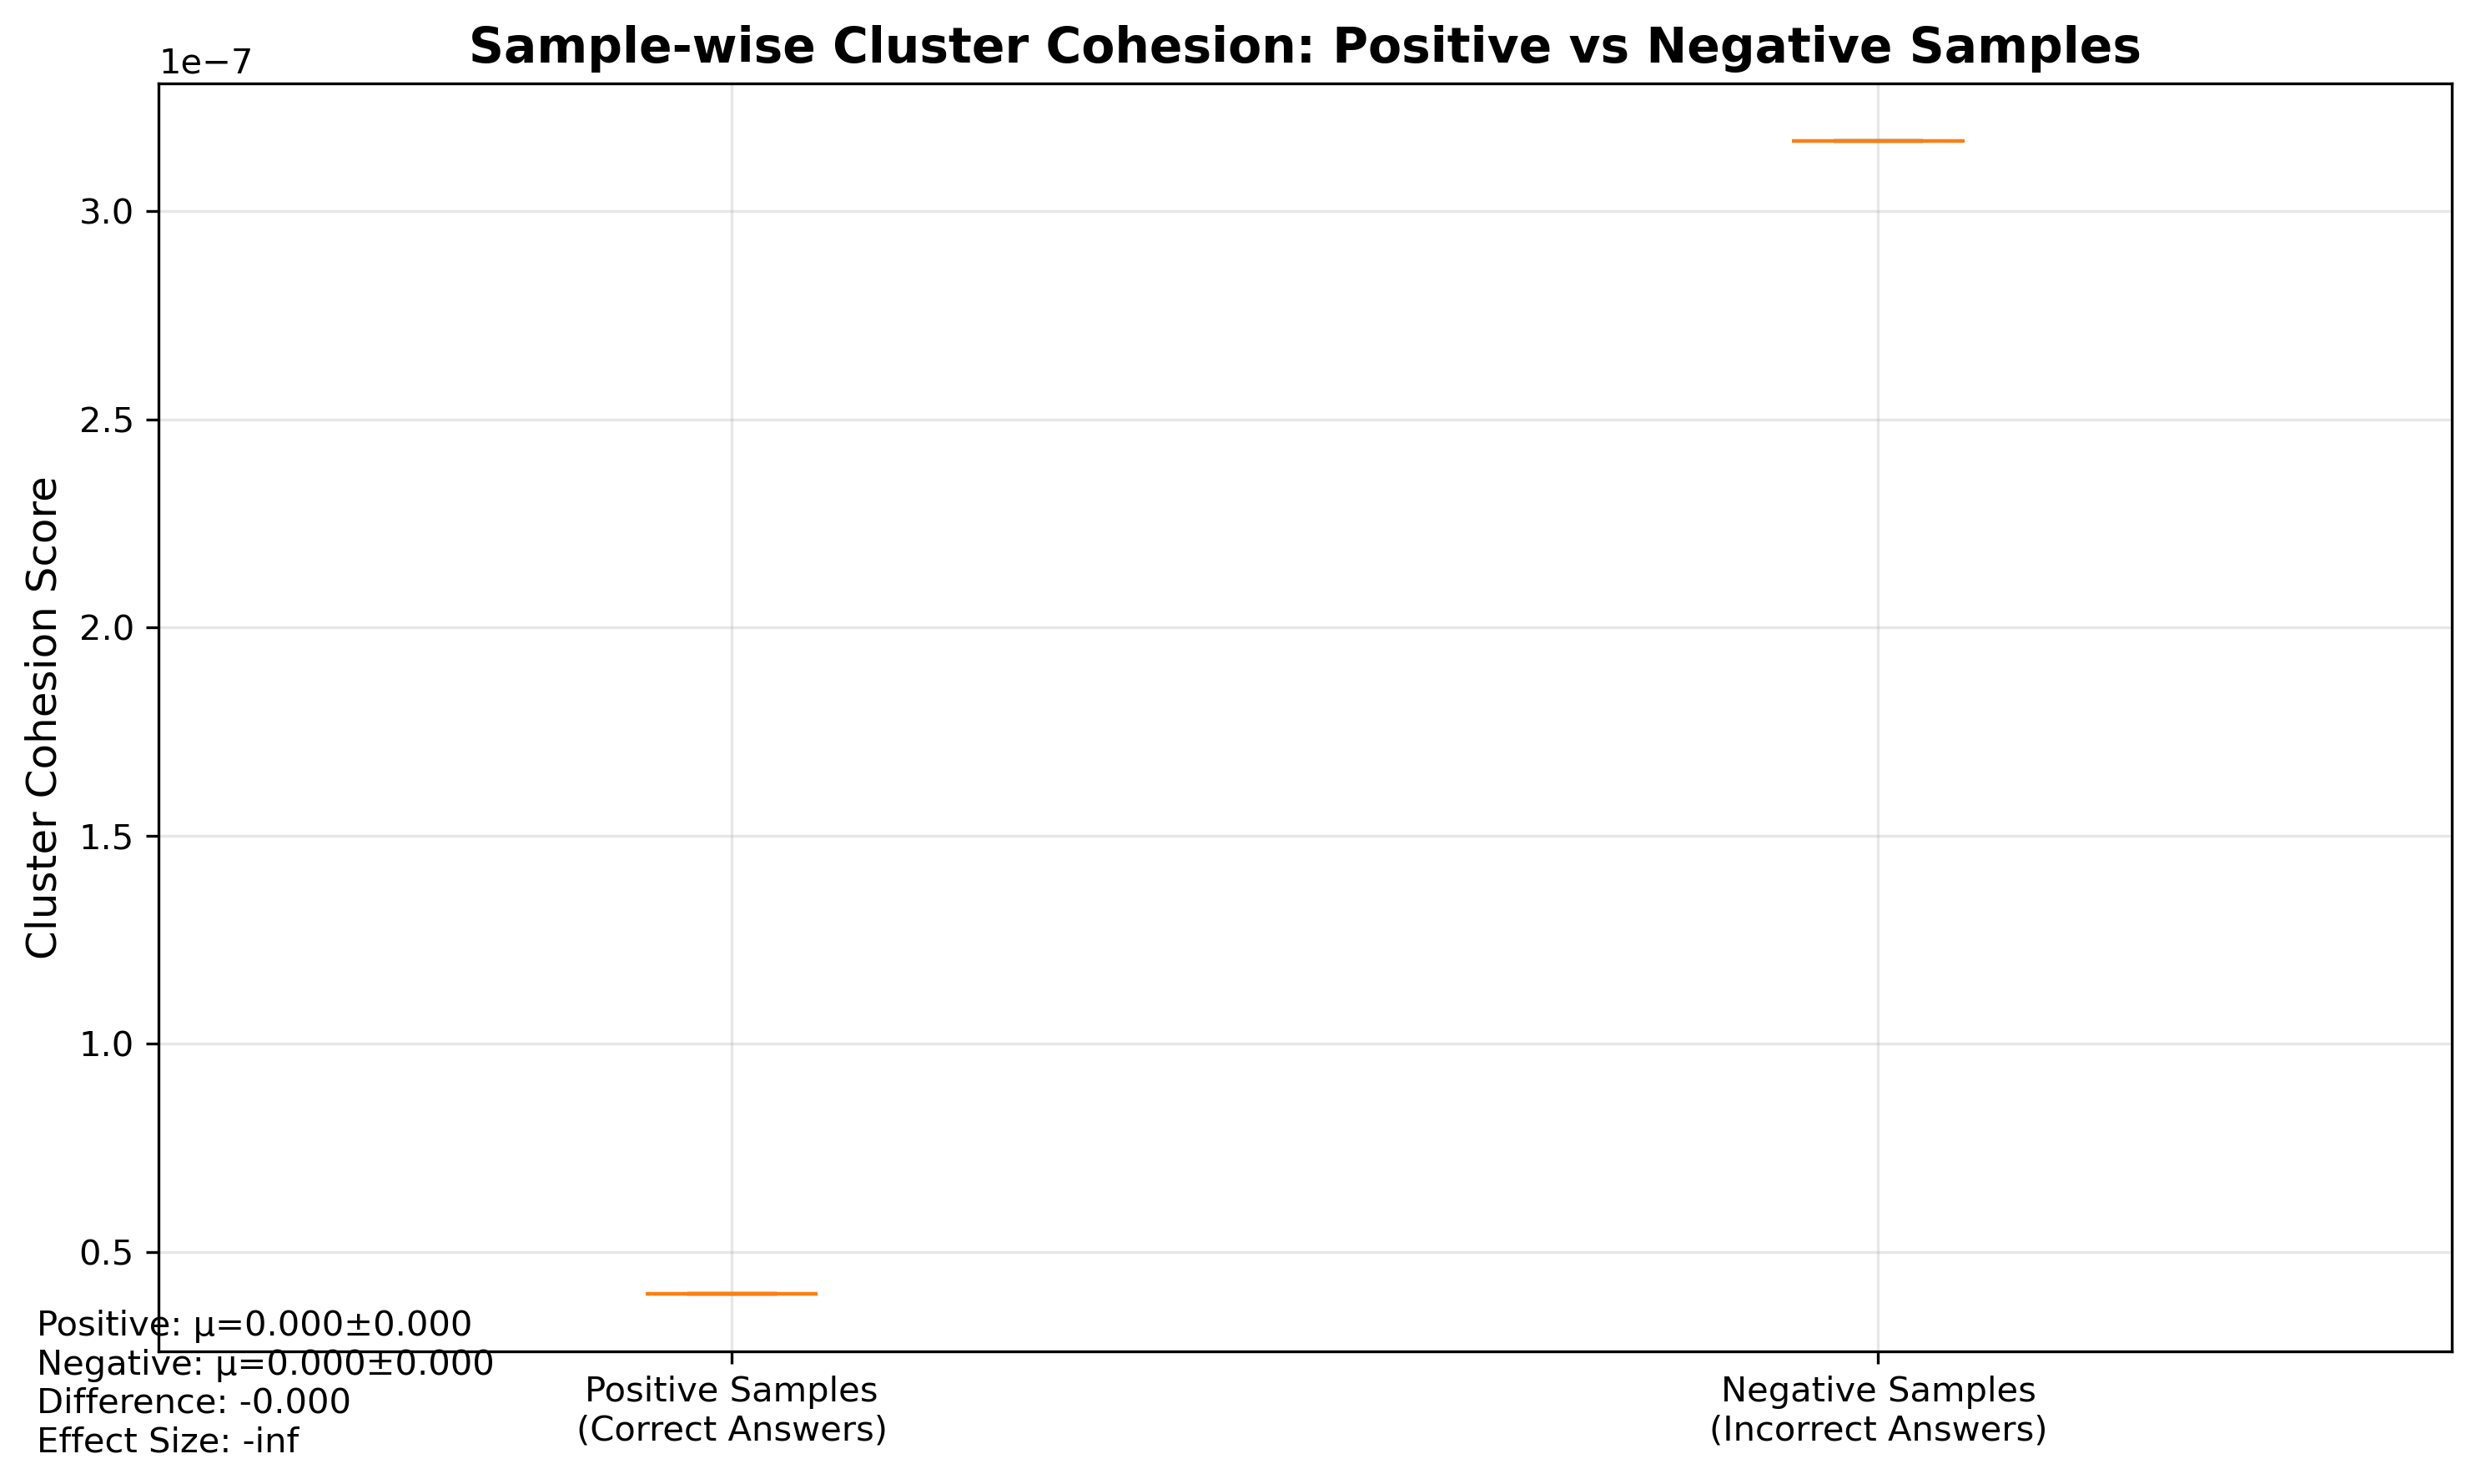 Sample-wise Cluster Cohesion: Positive vs Negative Samples
1e−7
3.0
2.5
2.0
1.5
1.0
0.5
Cluster Cohesion Score
Positive: μ=0.000±0.000
Negative: μ=0.000±0.000
Difference: -0.000
Effect Size: -inf
Positive Samples
(Correct Answers)
Negative Samples
(Incorrect Answers)